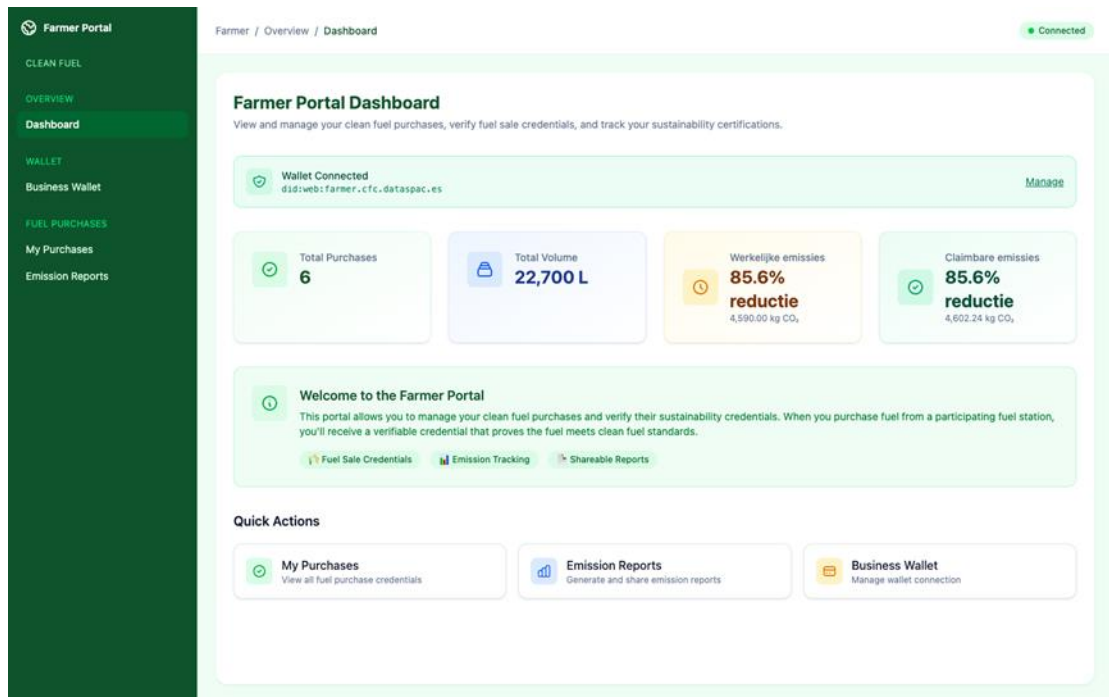 Farmer Portal
CLEAN FUEL
OVERVIEW
Dashboard
WALLET
Business Wallet
FUEL PURCHASES
My Purchases
Emission Reports
Farmer / Overview / Dashboard
Connected
Farmer Portal Dashboard
View and manage your clean fuel purchases, verify fuel sale credentials, and track your sustainability certifications.
Wallet Connected
did:web:farmer.cfc.dataspac.es
Manage
Total Purchases
6
Total Volume
22,700 L
Werkelijke emissies
85.6%
reductie
4,590.00 kg CO₂
Claimbare emissies
85.6%
reductie
4,602.24 kg CO₂
Welcome to the Farmer Portal
This portal allows you to manage your clean fuel purchases and verify their sustainability credentials. When you purchase fuel from a participating fuel station,
you'll receive a verifiable credential that proves the fuel meets clean fuel standards.
Fuel Sale Credentials
Emission Tracking
Shareable Reports
Quick Actions
My Purchases
View all fuel purchase credentials
Emission Reports
Generate and share emission reports
Business Wallet
Manage wallet connection